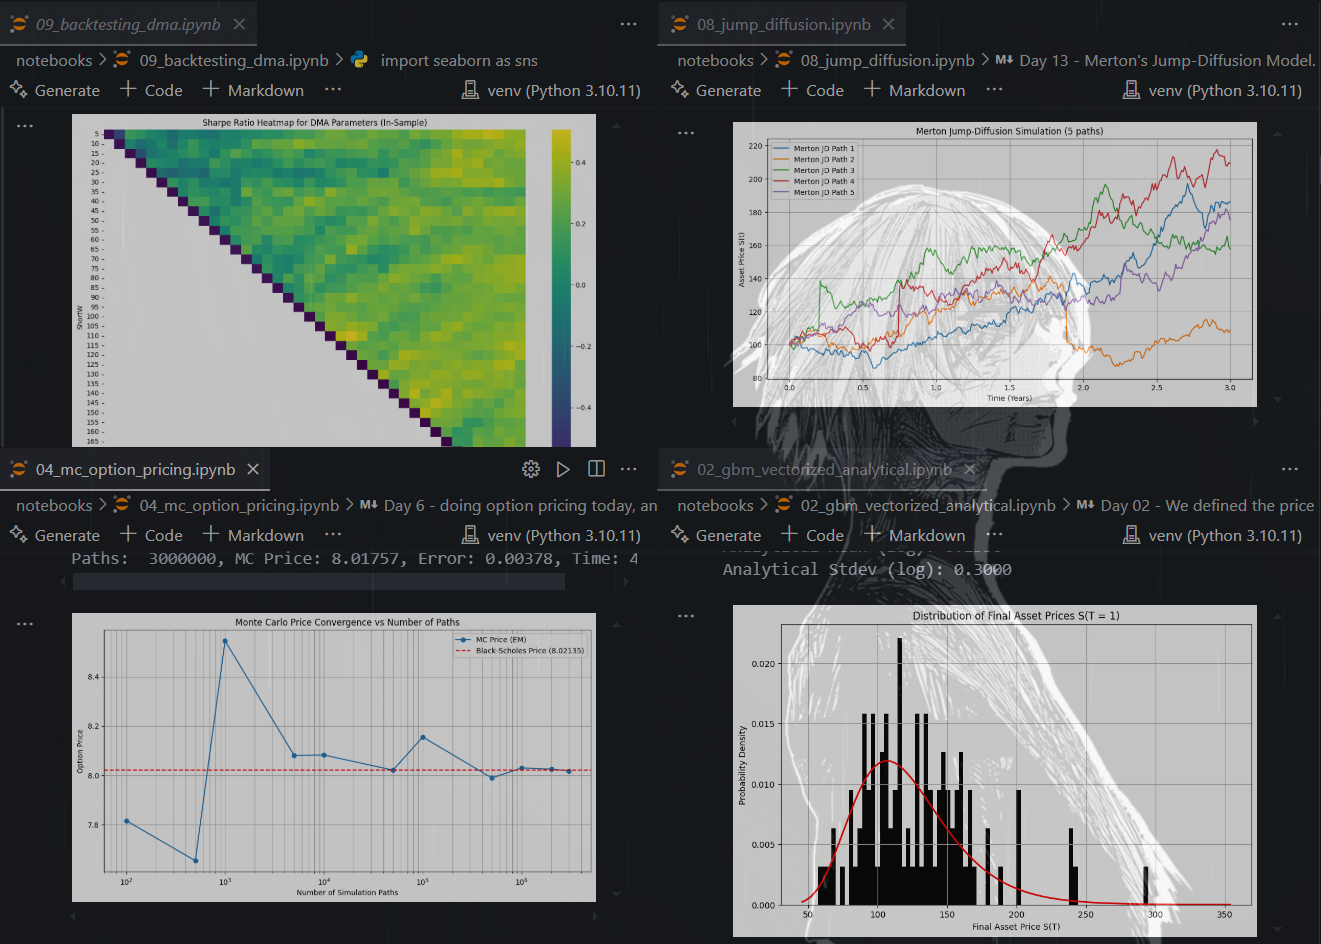 09_backtesting_dma.ipynb
notebooks > 09_backtesting_dma.ipynb > import seaborn as sns
Generate + Code + Markdown ... venv (Python 3.10.11)
Sharpe Ratio Heatmap for DMA Parameters (In-Sample)
ShortW
5
10
15
20
25
30
35
40
45
50
55
60
65
70
75
80
85
90
95
100
105
110
115
120
125
130
135
140
145
150
155
160
165
0.4
0.2
0.0
−0.2
−0.4
08_jump_diffusion.ipynb
notebooks > 08_jump_diffusion.ipynb > M↓ Day 13 - Merton's Jump-Diffusion Model.
Generate + Code + Markdown ... venv (Python 3.10.11)
Merton Jump-Diffusion Simulation (5 paths)
Merton JD Path 1
Merton JD Path 2
Merton JD Path 3
Merton JD Path 4
Merton JD Path 5
Asset Price S(t)
220
200
180
160
140
120
100
80
0.0 0.5 1.0 1.5 2.0 2.5 3.0
Time (Years)
04_mc_option_pricing.ipynb
notebooks > 04_mc_option_pricing.ipynb > M↓ Day 6 - doing option pricing today, an
Generate + Code + Markdown ... venv (Python 3.10.11)
Paths: 3000000, MC Price: 8.01757, Error: 0.00378, Time: 4
Monte Carlo Price Convergence vs Number of Paths
MC Price (EM)
Black-Scholes Price (8.02135)
Option Price
8.4
8.2
8.0
7.8
10² 10³ 10⁴ 10⁵ 10⁶
Number of Simulation Paths
02_gbm_vectorized_analytical.ipynb
notebooks > 02_gbm_vectorized_analytical.ipynb > M↓ Day 02 - We defined the price
Generate + Code + Markdown ... venv (Python 3.10.11)
Analytical Stdev (log): 0.3000
Distribution of Final Asset Prices S(T = 1)
Probability Density
0.020
0.015
0.010
0.005
0.000
50 100 150 200 250 300 350
Final Asset Price S(T)